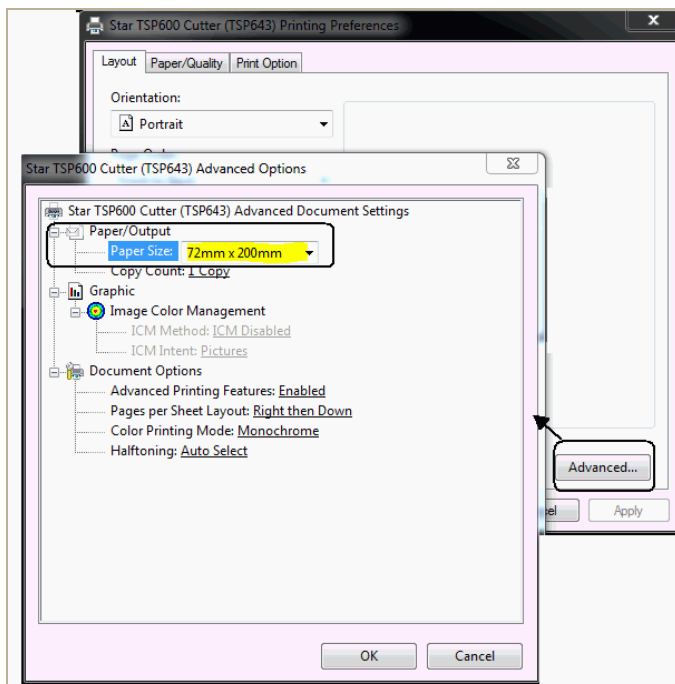 Star TSP600 Cutter (TSP643) Printing Preferences
Layout Paper/Quality Print Option
Orientation:
A Portrait
Star TSP600 Cutter (TSP643) Advanced Options
Star TSP600 Cutter (TSP643) Advanced Document Settings
Paper/Output
Paper Size: 72mm x 200mm
Copy Count: 1 Copy
Graphic
Image Color Management
ICM Method: ICM Disabled
ICM Intent: Pictures
Document Options
Advanced Printing Features: Enabled
Pages per Sheet Layout: Right then Down
Color Printing Mode: Monochrome
Halftoning: Auto Select
Advanced...
Apply
OK Cancel